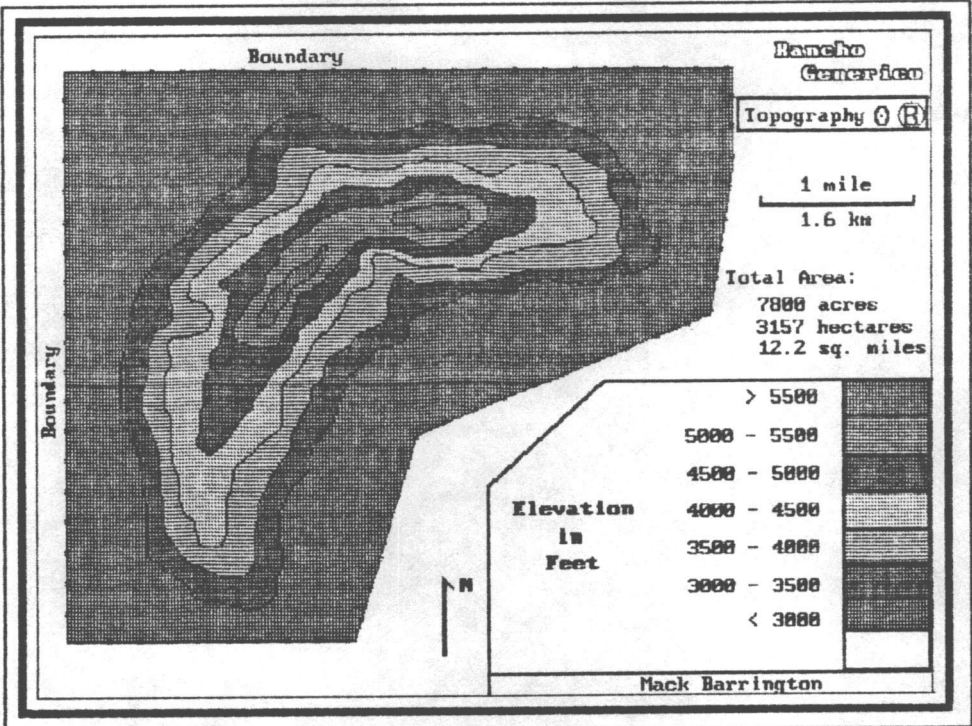 Boundary
Rancho
Generico
Topography
R
1 mile
1.6 km
Total Area:
7800 acres
3157 hectares
12.2 sq. miles
Boundary
> 5500
5000 - 5500
4500 - 5000
4000 - 4500
3500 - 4000
3000 - 3500
< 3000
Elevation
in
Feet
N
Mack Barrington